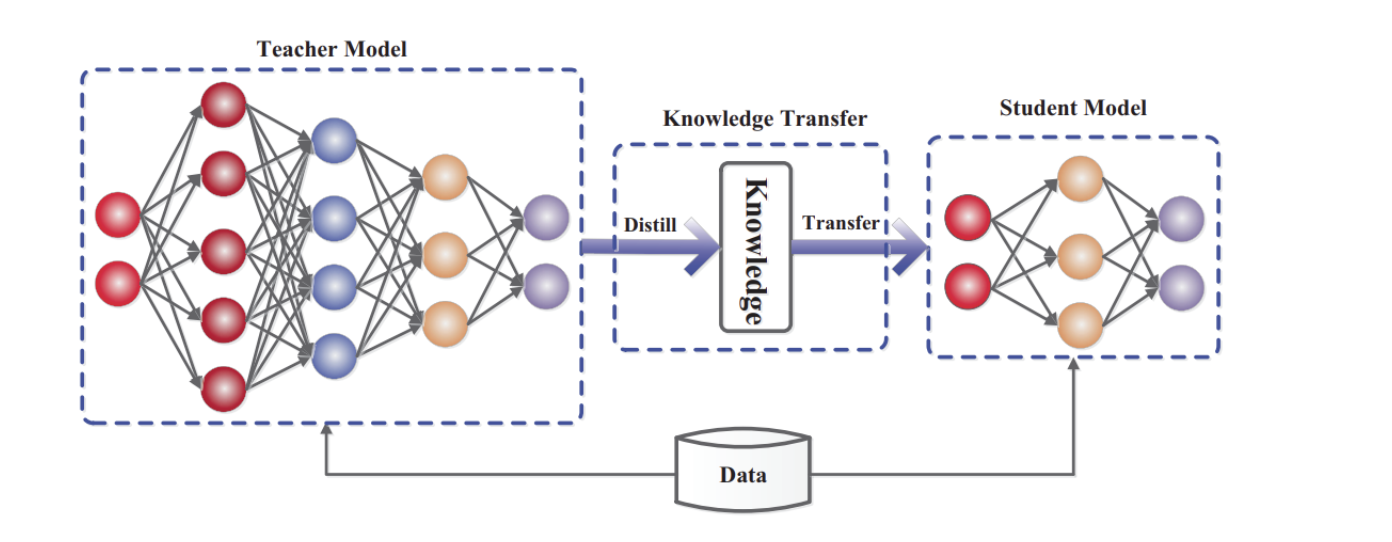 Teacher Model
Knowledge Transfer
Student Model
Distill
Knowledge
Transfer
Data